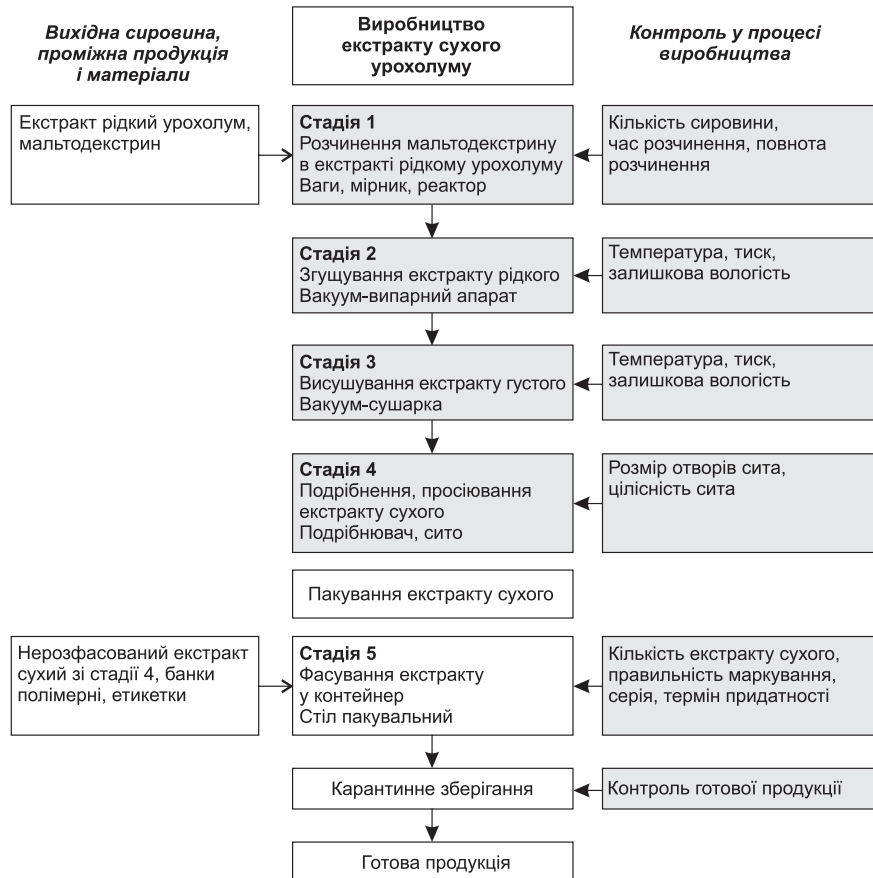 Вихідна сировина,
проміжна продукція
і матеріали
Виробництво
екстракту сухого
урохолуму
Контроль у процесі
виробництва
Екстракт рідкий урохолум,
мальтодекстрин
Стадія 1
Розчинення мальтодекстрину
в екстракті рідкому урохолуму
Ваги, мірник, реактор
Кількість сировини,
час розчинення, повнота
розчинення
Стадія 2
Згущування екстракту рідкого
Вакуум-випарний апарат
Температура, тиск,
залишкова вологість
Стадія 3
Висушування екстракту густого
Вакуум-сушарка
Температура, тиск,
залишкова вологість
Стадія 4
Подрібнення, просіювання
екстракту сухого
Подрібнювач, сито
Розмір отворів сита,
цілісність сита
Пакування екстракту сухого
Нерозфасований екстракт
сухий зі стадії 4, банки
полімерні, етикетки
Стадія 5
Фасування екстракту
у контейнер
Стіл пакувальний
Кількість екстракту сухого,
правильність маркування,
серія, термін придатності
Карантинне зберігання
Контроль готової продукції
Готова продукція